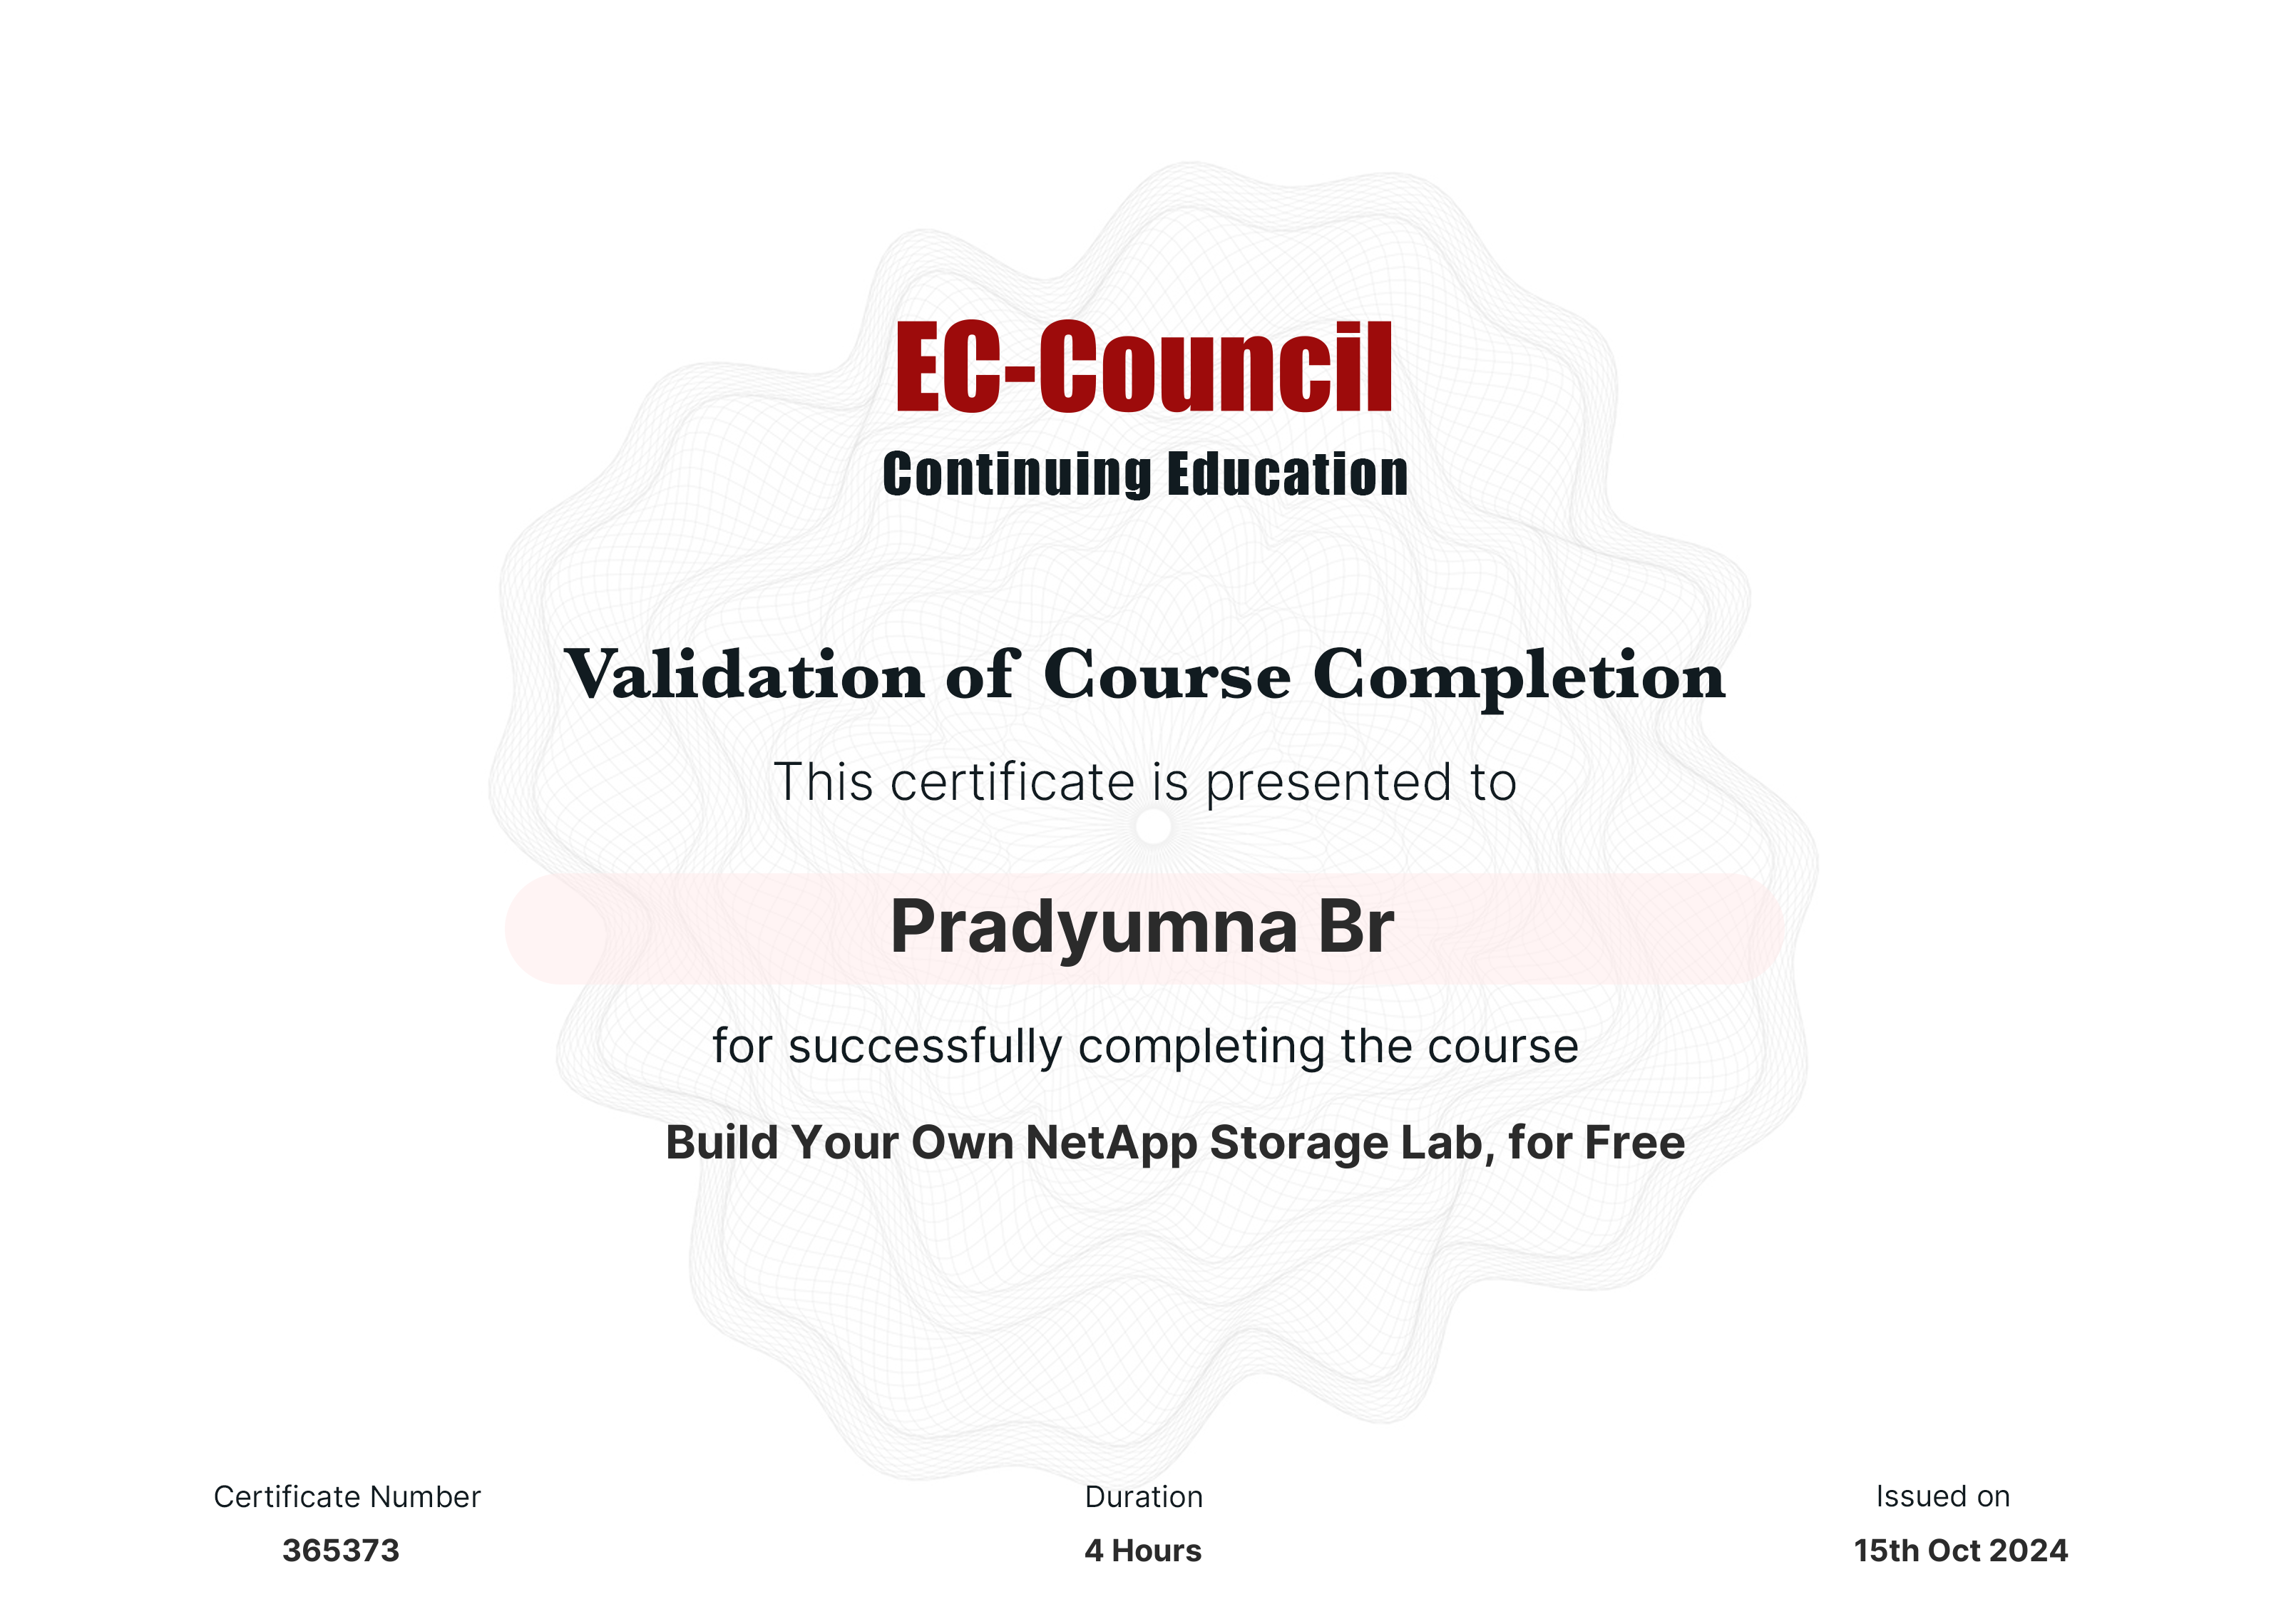 EC-Council
Continuing Education
Validation of Course Completion
This certificate is presented to
Pradyumna Br
for successfully completing the course
Build Your Own NetApp Storage Lab, for Free
Certificate Number
365373
Duration
4 Hours
Issued on
15th Oct 2024